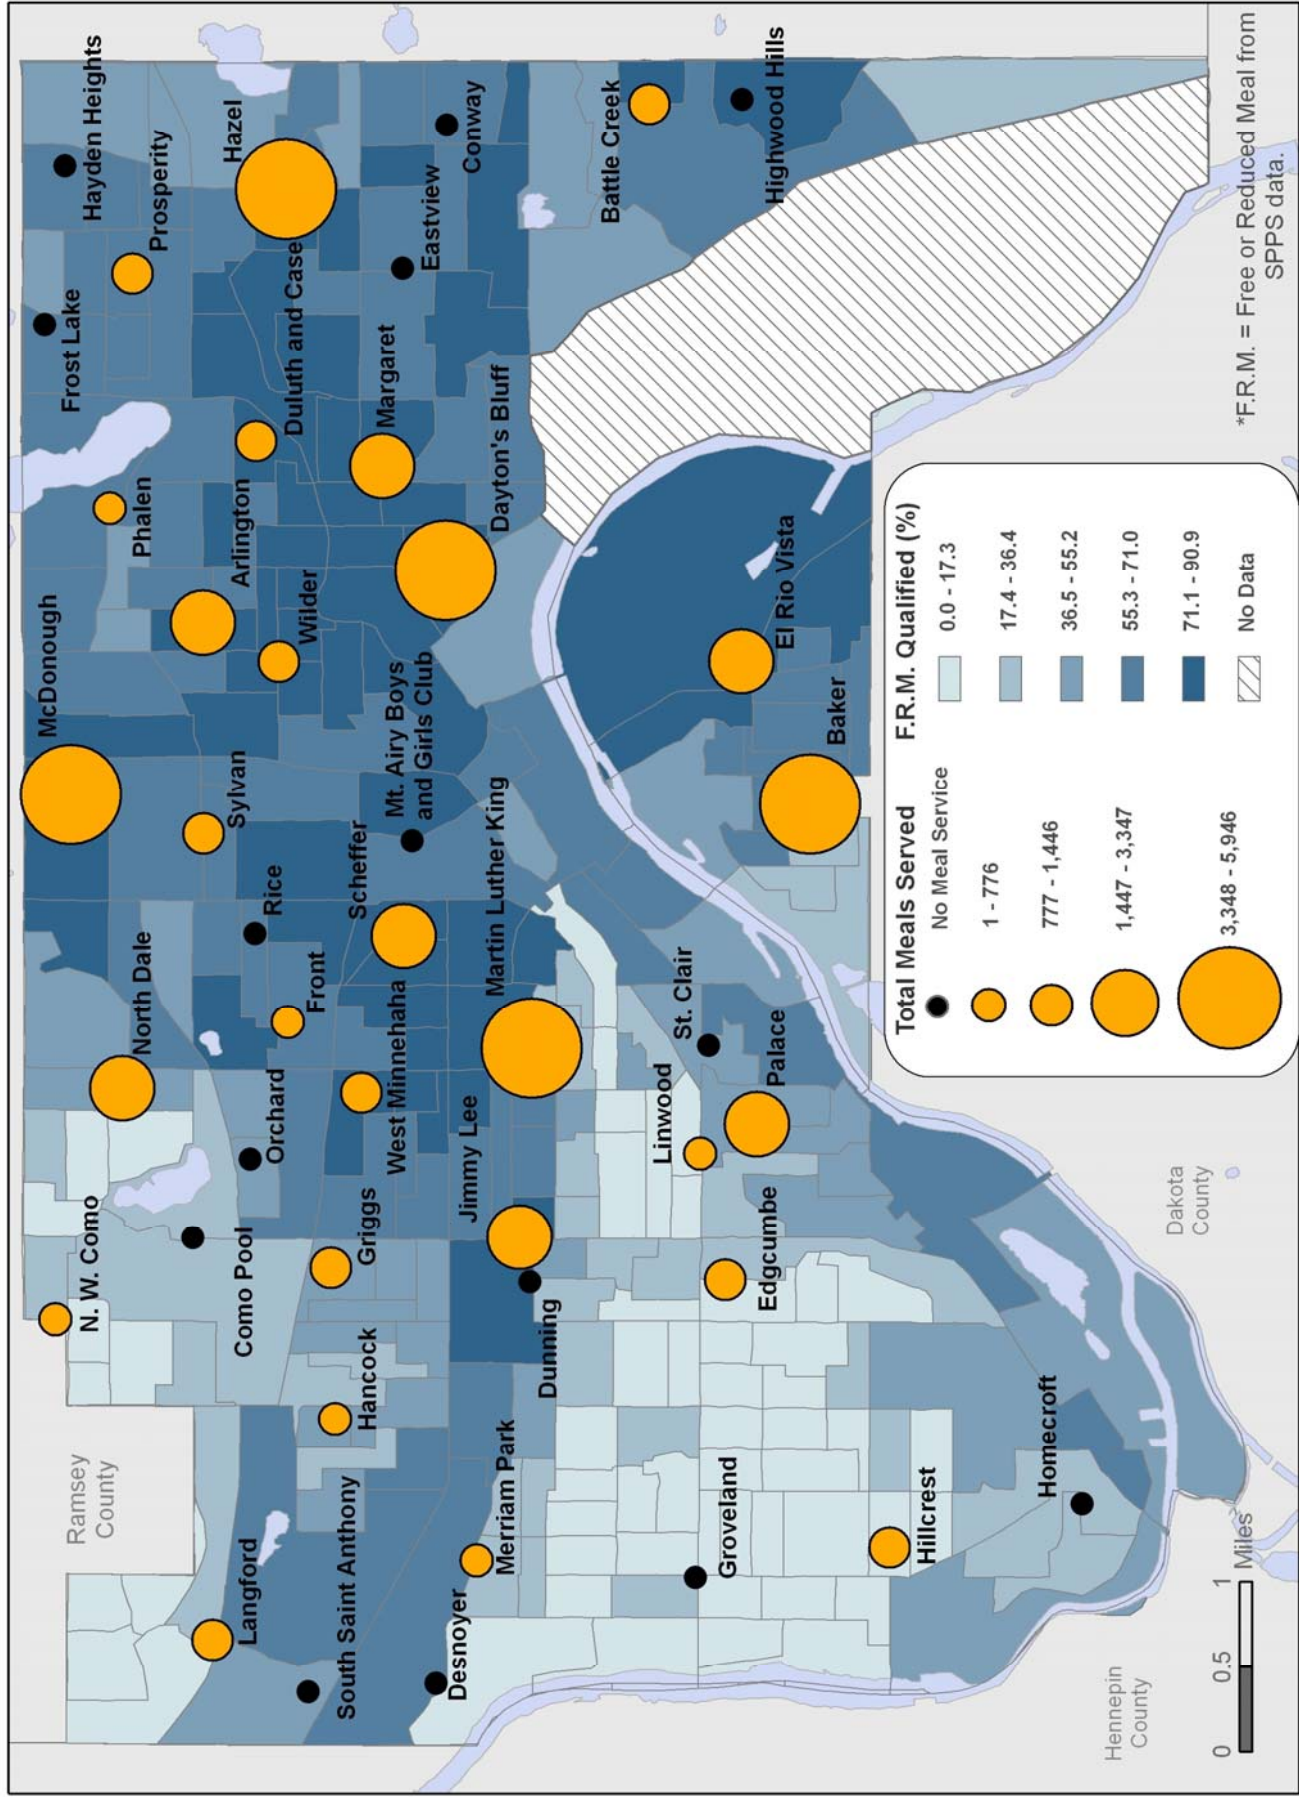 Ramsey
County
N. W. Como
North Dale
McDonough
Phalen
Frost Lake
Hayden Heights
Prosperity
Hazel
Langford
Como Pool
Orchard
Rice
Sylvan
Arlington
Wilder
Duluth and Case
South Saint Anthony
Hancock
Griggs
Front
West Minnehaha
Scheffer
Mt. Airy Boys
and Girls Club
Margaret
Eastview
Conway
Desnoyer
Merriam Park
Dunning
Jimmy Lee
Martin Luther King
Dayton's Bluff
Battle Creek
Groveland
Edgcumbe
Linwood
St. Clair
Palace
Highwood Hills
Hillcrest
Homecroft
Baker
El Rio Vista
Hennepin
County
Dakota
County
0 0.5 1
Miles
Total Meals Served
No Meal Service
1 - 776
777 - 1,446
1,447 - 3,347
3,348 - 5,946
F.R.M. Qualified (%)
0.0 - 17.3
17.4 - 36.4
36.5 - 55.2
55.3 - 71.0
71.1 - 90.9
No Data
*F.R.M. = Free or Reduced Meal from
SPPS data.